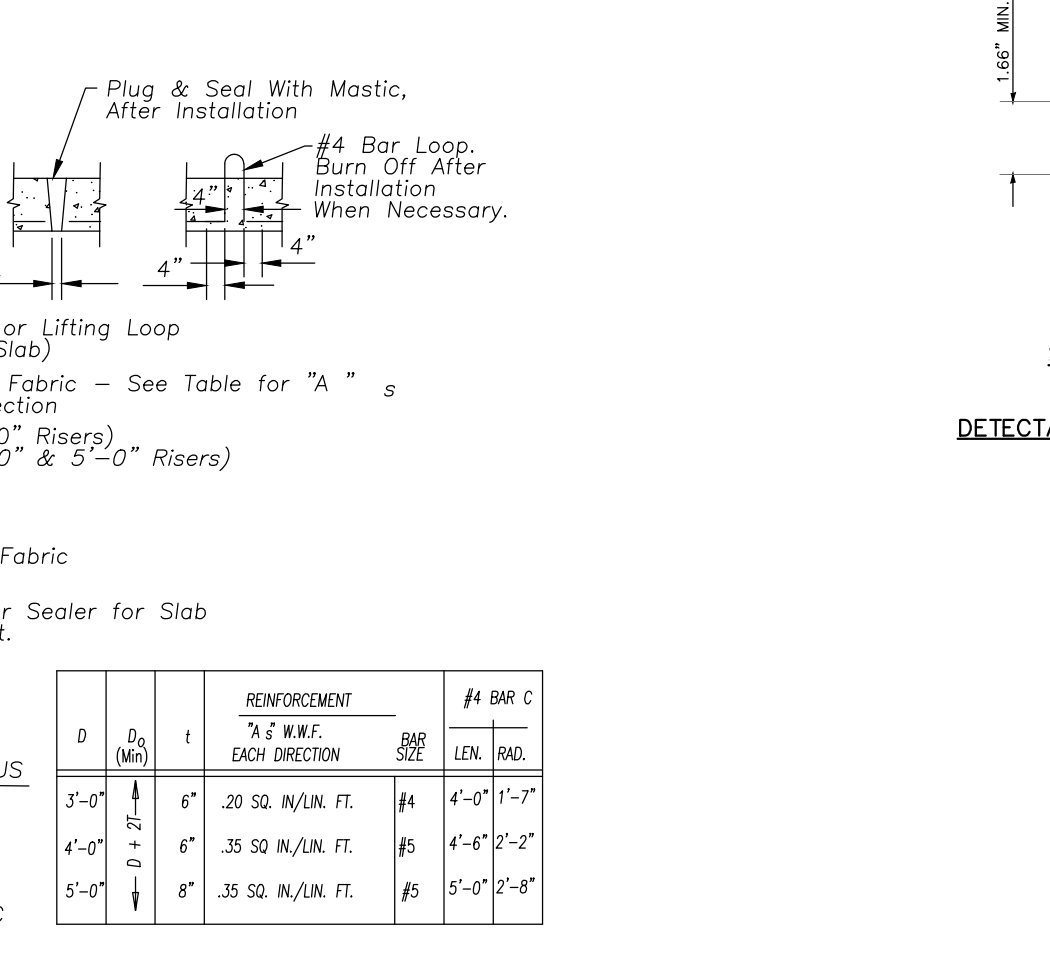 1.66" MIN.
Plug & Seal With Mastic,
After Installation
#4 Bar Loop.
Burn Off After
Installation
When Necessary.
4"
4"
4"
or Lifting Loop
Slab)
Fabric – See Table for "A " s
ection
0" Risers)
0" & 5'–0" Risers)
DETECTA
Fabric
r Sealer for Slab
t.
US
C
REINFORCEMENT
#4 BAR C
D
Do
(Min)
t
"A s" W.W.F.
EACH DIRECTION
BAR
SIZE
LEN.
RAD.
3'–0" 6" .20 SQ. IN/LIN. FT. #4 4'–0" 1'–7"
D + 2T
4'–0" 6" .35 SQ IN./LIN. FT. #5 4'–6" 2'–2"
5'–0" 8" .35 SQ. IN./LIN. FT. #5 5'–0" 2'–8"